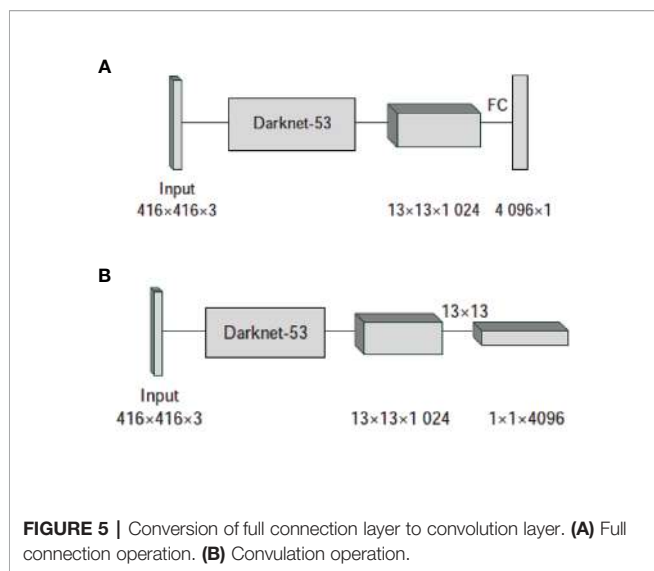 A
FC
Darknet-53
Input
416×416×3
13×13×1 024
4 096×1
B
13×13
Darknet-53
Input
416×416×3
13×13×1 024
1×1×4096
FIGURE 5 | Conversion of full connection layer to convolution layer. (A) Full
connection operation. (B) Convulation operation.